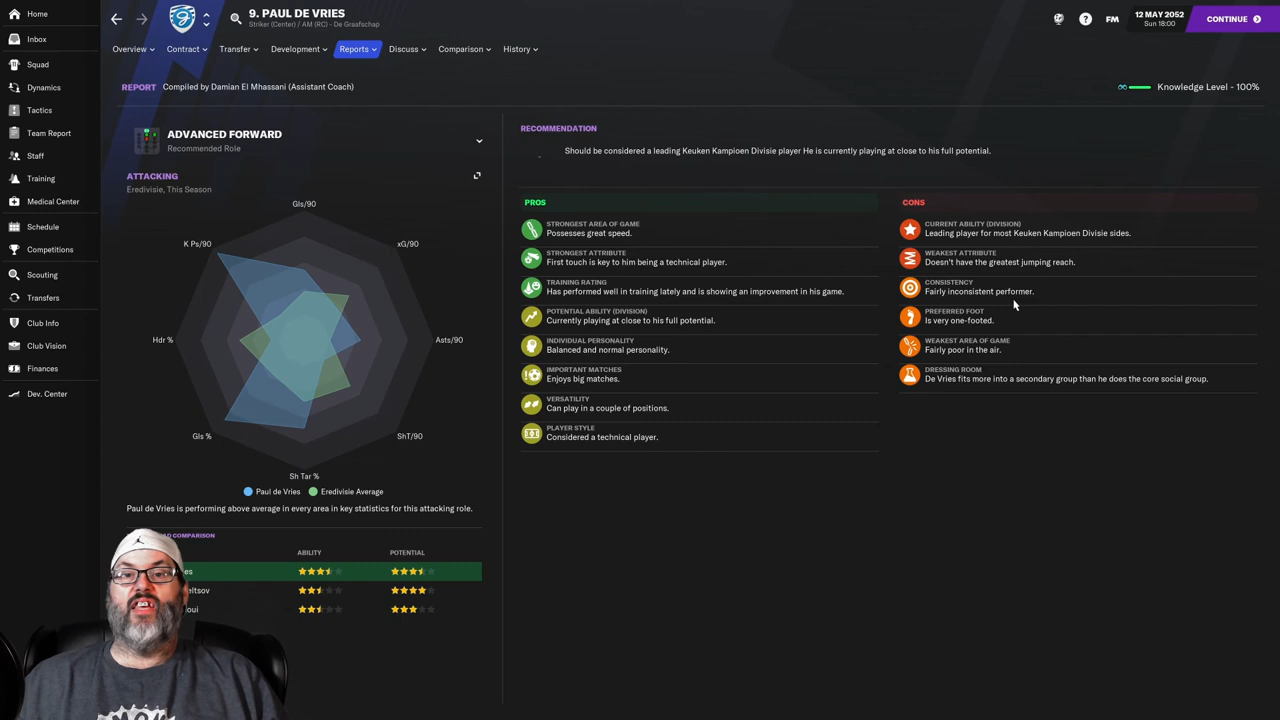 Home
Inbox
Squad
Dynamics
Tactics
Team Report
Staff
Training
Medical Center
Schedule
Competitions
Scouting
Transfers
Club Info
Club Vision
Finances
Dev. Center
9. PAUL DE VRIES
Striker (Center) / AM (RC) - De Graafschap
FM
12 MAY 2052
Sun 18:00
CONTINUE
Overview
Contract
Transfer
Development
Reports
Discuss
Comparison
History
REPORT Compiled by Damian El Mhassani (Assistant Coach)
Knowledge Level - 100%
ADVANCED FORWARD
Recommended Role
ATTACKING
Eredivisie, This Season
Gls/90
K Ps/90
xG/90
Hdr %
Asts/90
Gls %
ShT/90
Sh Tar %
Paul de Vries Eredivisie Average
Paul de Vries is performing above average in every area in key statistics for this attacking role.
COMPARISON
ABILITY POTENTIAL
RECOMMENDATION
Should be considered a leading Keuken Kampioen Divisie player He is currently playing at close to his full potential.
PROS
STRONGEST AREA OF GAME
Possesses great speed.
STRONGEST ATTRIBUTE
First touch is key to him being a technical player.
TRAINING RATING
Has performed well in training lately and is showing an improvement in his game.
POTENTIAL ABILITY (DIVISION)
Currently playing at close to his full potential.
INDIVIDUAL PERSONALITY
Balanced and normal personality.
IMPORTANT MATCHES
Enjoys big matches.
VERSATILITY
Can play in a couple of positions.
PLAYER STYLE
Considered a technical player.
CONS
CURRENT ABILITY (DIVISION)
Leading player for most Keuken Kampioen Divisie sides.
WEAKEST ATTRIBUTE
Doesn't have the greatest jumping reach.
CONSISTENCY
Fairly inconsistent performer.
PREFERRED FOOT
Is very one-footed.
WEAKEST AREA OF GAME
Fairly poor in the air.
DRESSING ROOM
De Vries fits more into a secondary group than he does the core social group.